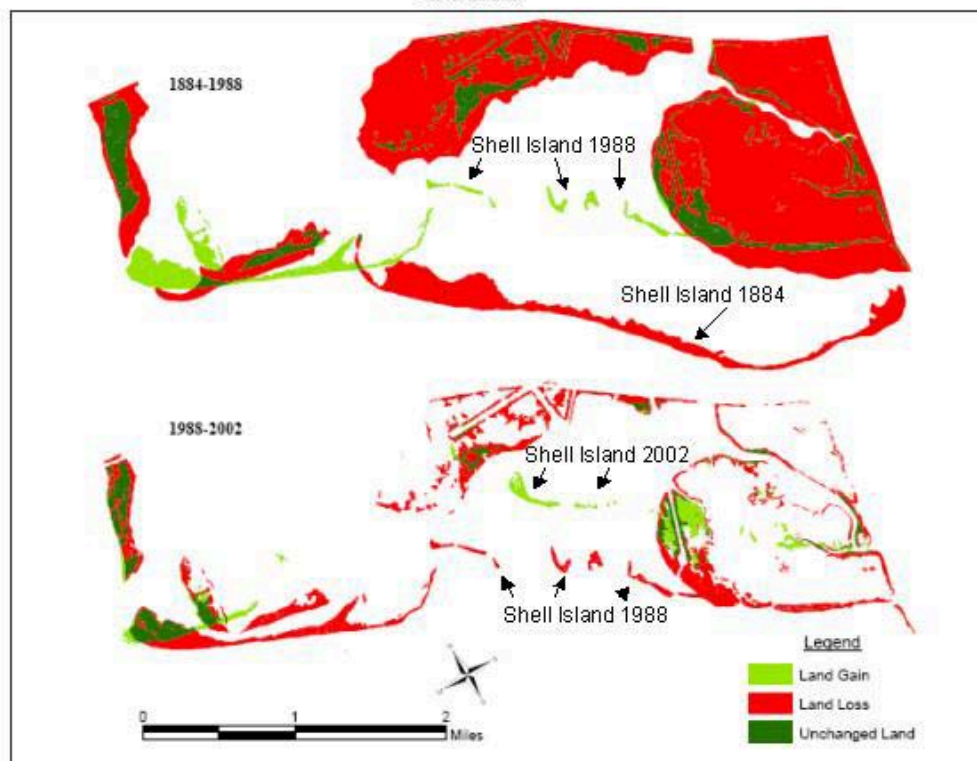 1884-1988
Shell Island 1988
Shell Island 1884
1988-2002
Shell Island 2002
Shell Island 1988
Legend
Land Gain
Land Loss
Unchanged Land
0 1 2
Miles